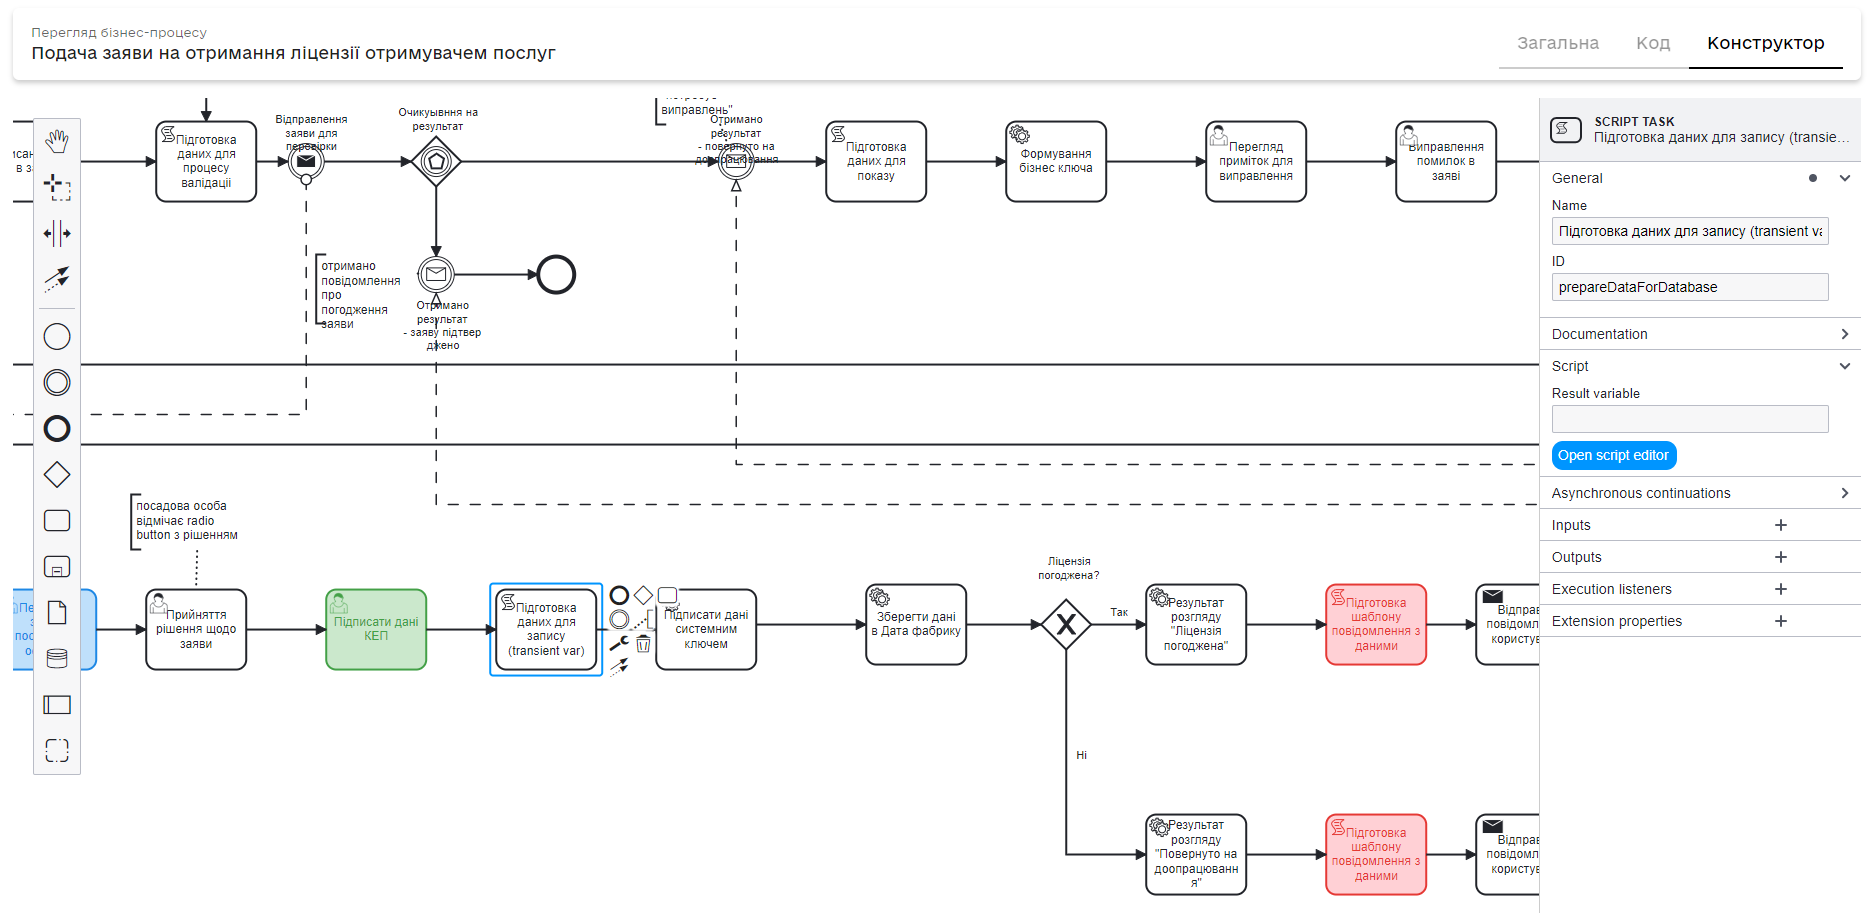 Перегляд бізнес-процесу
Подача заяви на отримання ліцензії отримувачем послуг
Загальна
Код
Конструктор
Підготовка
даних для
процесу
валідації
Відправлення
заяви для
перевірки
Очикуывння на
результат
виправлень"
Отримано
результат
- повернуто на
доопрацювання
Підготовка
даних для
показу
Формування
бізнес ключа
Перегляд
приміток для
виправлення
Виправлення
помилок в
заяві
отримано
повідомлення
про
погодження
заяви
Отримано
результат
- заяву підтвер
джено
посадова особа
відмічає radio
button з рішенням
Прийняття
рішення щодо
заяви
Підписати дані
КЕП
Підготовка
даних для
запису
(transient var)
Підписати дані
системним
ключем
Зберегти дані
в Дата фабрику
Ліцензія
погоджена?
Так
Ні
Результат
розгляду
"Ліцензія
погоджена"
Підготовка
шаблону
повідомлення з
даними
Відправ
повідомл
користув
Результат
розгляду
"Повернуто на
доопрацюванн
я"
Підготовка
шаблону
повідомлення з
даними
Відправ
повідомл
користув
SCRIPT TASK
Підготовка даних для запису (transie...
General
Name
Підготовка даних для запису (transient va
ID
prepareDataForDatabase
Documentation
Script
Result variable
Open script editor
Asynchronous continuations
Inputs
Outputs
Execution listeners
Extension properties